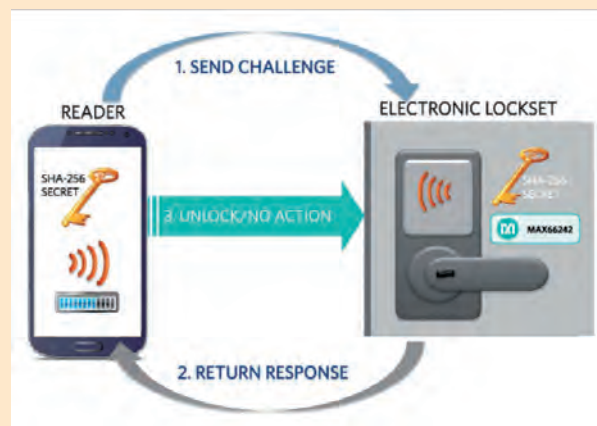 1. SEND CHALLENGE
READER
ELECTRONIC LOCKSET
SHA-256
SECRET
SHA-256
SECRET
3. UNLOCK/NO ACTION
MAX66242
2. RETURN RESPONSE